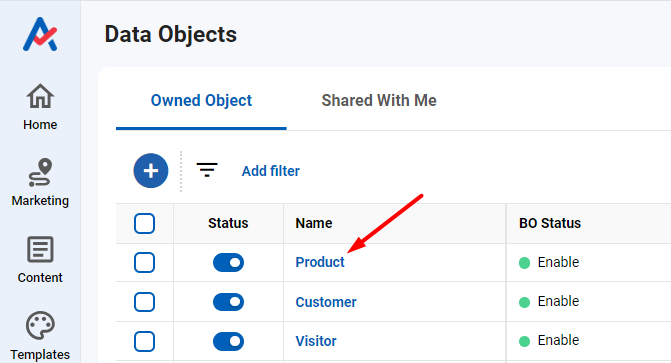 Data Objects
Home
Marketing
Content
Templates
Owned Object
Shared With Me
Add filter
Status Name BO Status
Product Enable
Customer Enable
Visitor Enable